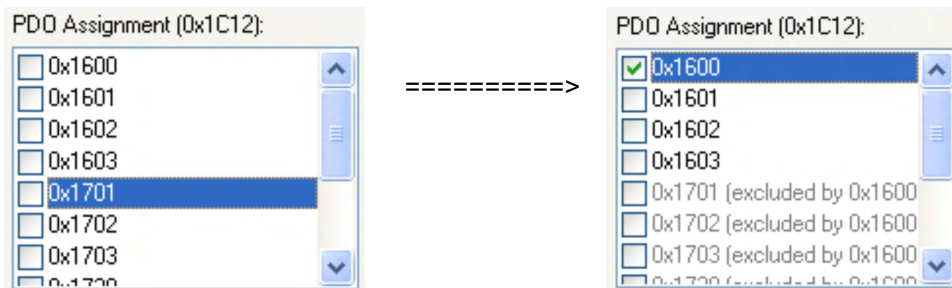 PDO Assignment (0x1C12):
0x1600
0x1601
0x1602
0x1603
0x1701
0x1702
0x1703
==========>
PDO Assignment (0x1C12):
0x1600
0x1601
0x1602
0x1603
0x1701 (excluded by 0x1600
0x1702 (excluded by 0x1600
0x1703 (excluded by 0x1600